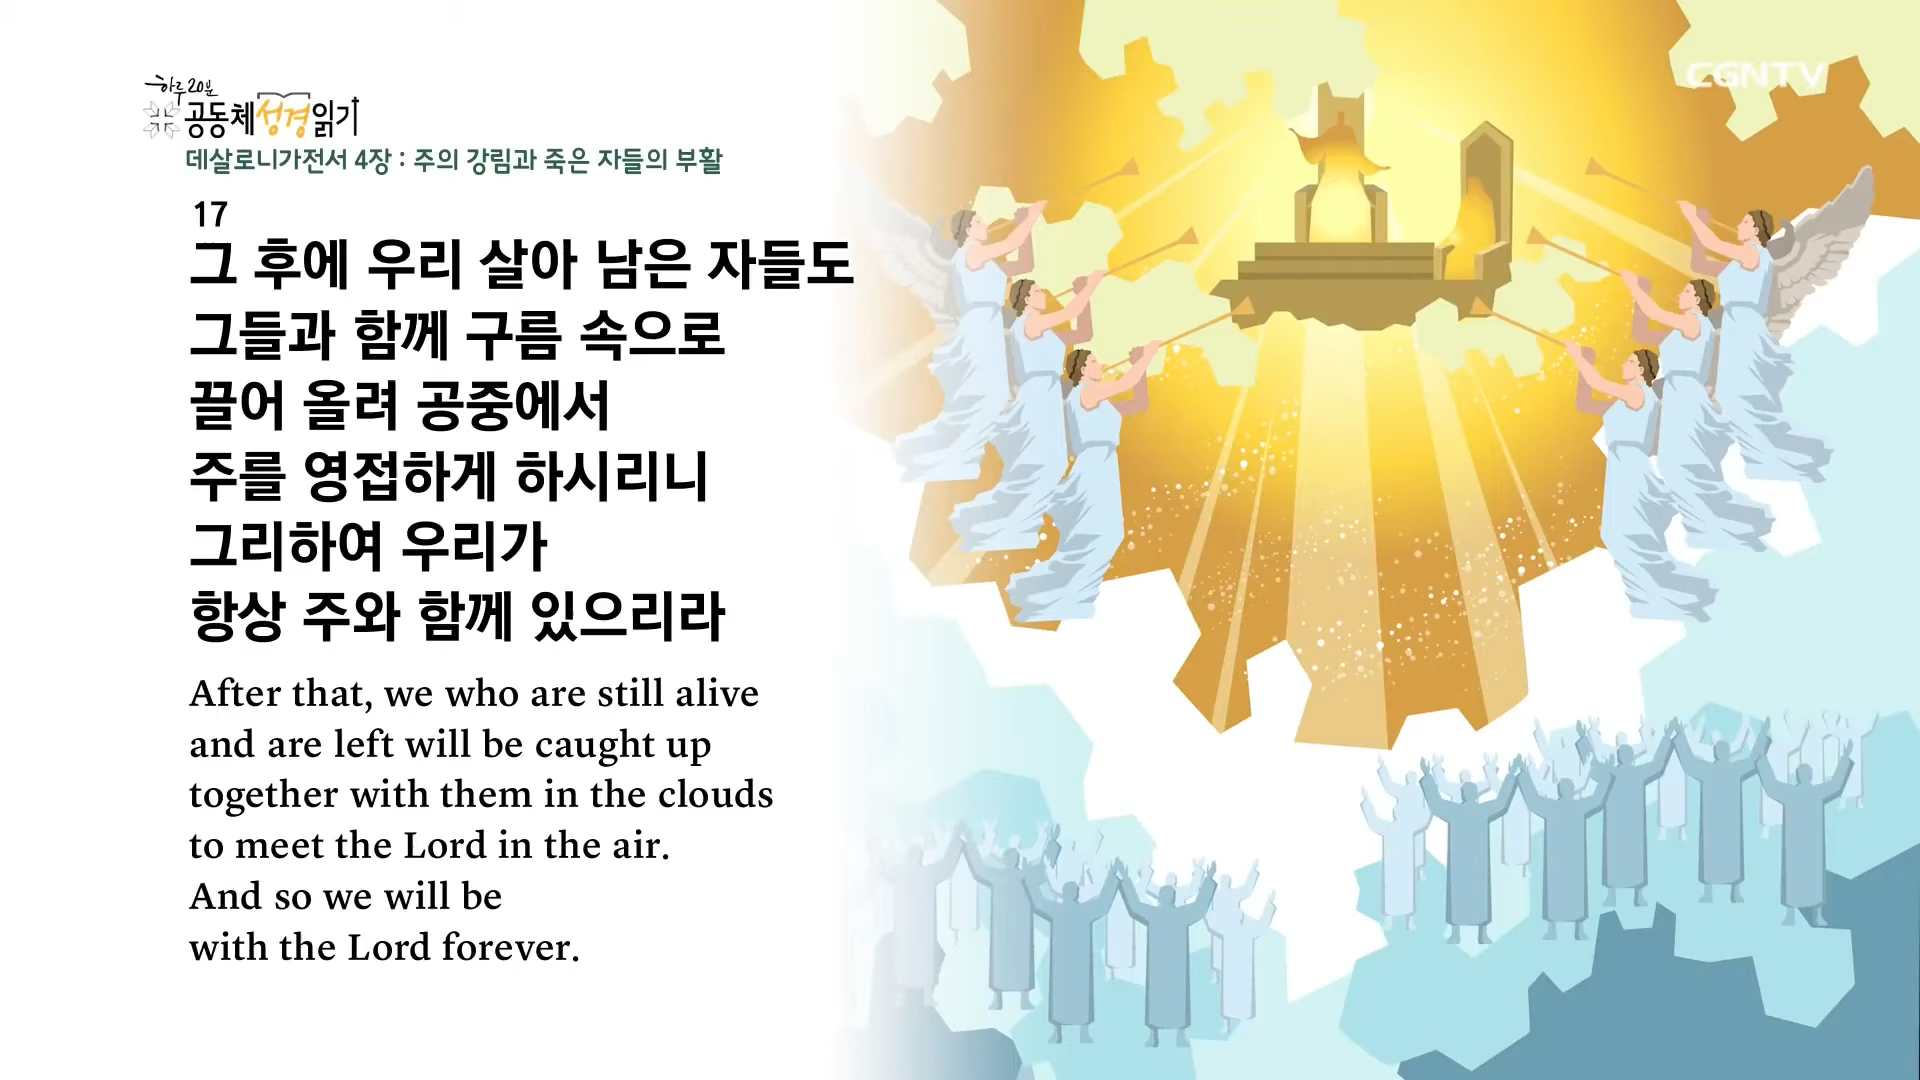 하루 20분
공동체성경읽기
CGNTV
데살로니가전서 4장 : 주의 강림과 죽은 자들의 부활
17
그 후에 우리 살아 남은 자들도
그들과 함께 구름 속으로
끌어 올려 공중에서
주를 영접하게 하시리니
그리하여 우리가
항상 주와 함께 있으리라
After that, we who are still alive
and are left will be caught up
together with them in the clouds
to meet the Lord in the air.
And so we will be
with the Lord forever.